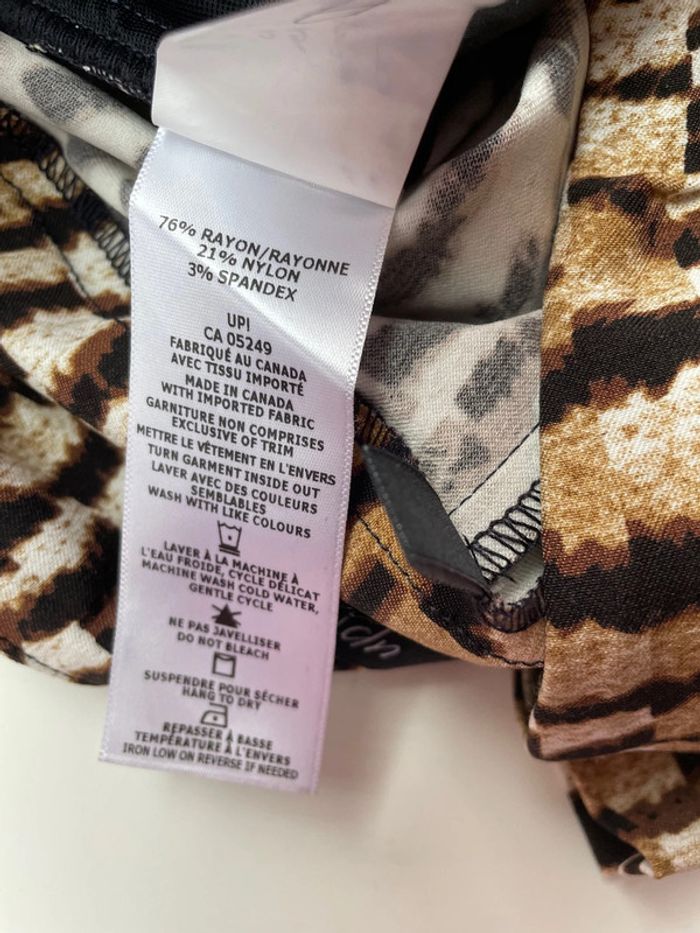 76% RAYON/RAYONNE
21% NYLON
3% SPANDEX
UPI
CA 05249
FABRIQUÉ AU CANADA
AVEC TISSU IMPORTÉ
MADE IN CANADA
WITH IMPORTED FABRIC
GARNITURE NON COMPRISES
EXCLUSIVE OF TRIM
METTRE LE VÊTEMENT EN L'ENVERS
TURN GARMENT INSIDE OUT
LAVER AVEC DES COULEURS
SEMBLABLES
WASH WITH LIKE COLOURS
LAVER À LA MACHINE À
L'EAU FROIDE, CYCLE DÉLICAT
MACHINE WASH COLD WATER,
GENTLE CYCLE
NE PAS JAVELLISER
DO NOT BLEACH
SUSPENDRE POUR SÉCHER
HANG TO DRY
REPASSER À BASSE
TEMPÉRATURE À L'ENVERS
IRON LOW ON REVERSE IF NEEDED